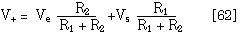 V₊ = Vₑ R₂/(R₁ + R₂) + Vₛ R₁/(R₁ + R₂) [62]